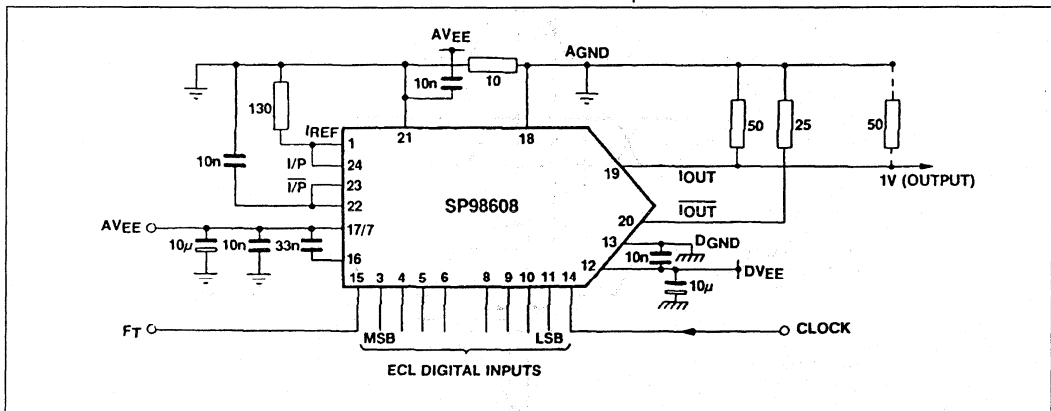 AVEE
AGND
10n
10
130
50
25
50
21
18
IREF
1
10n
I/P
24
I/P
23
22
19
IOUT
1V (OUTPUT)
SP98608
20
IOUT
AVEE
17/7
13
DGND
10µ
10n
33n
16
10n
12
DVEE
10µ
15
3
4
5
6
8
9
10
11
14
FT
MSB
LSB
CLOCK
ECL DIGITAL INPUTS